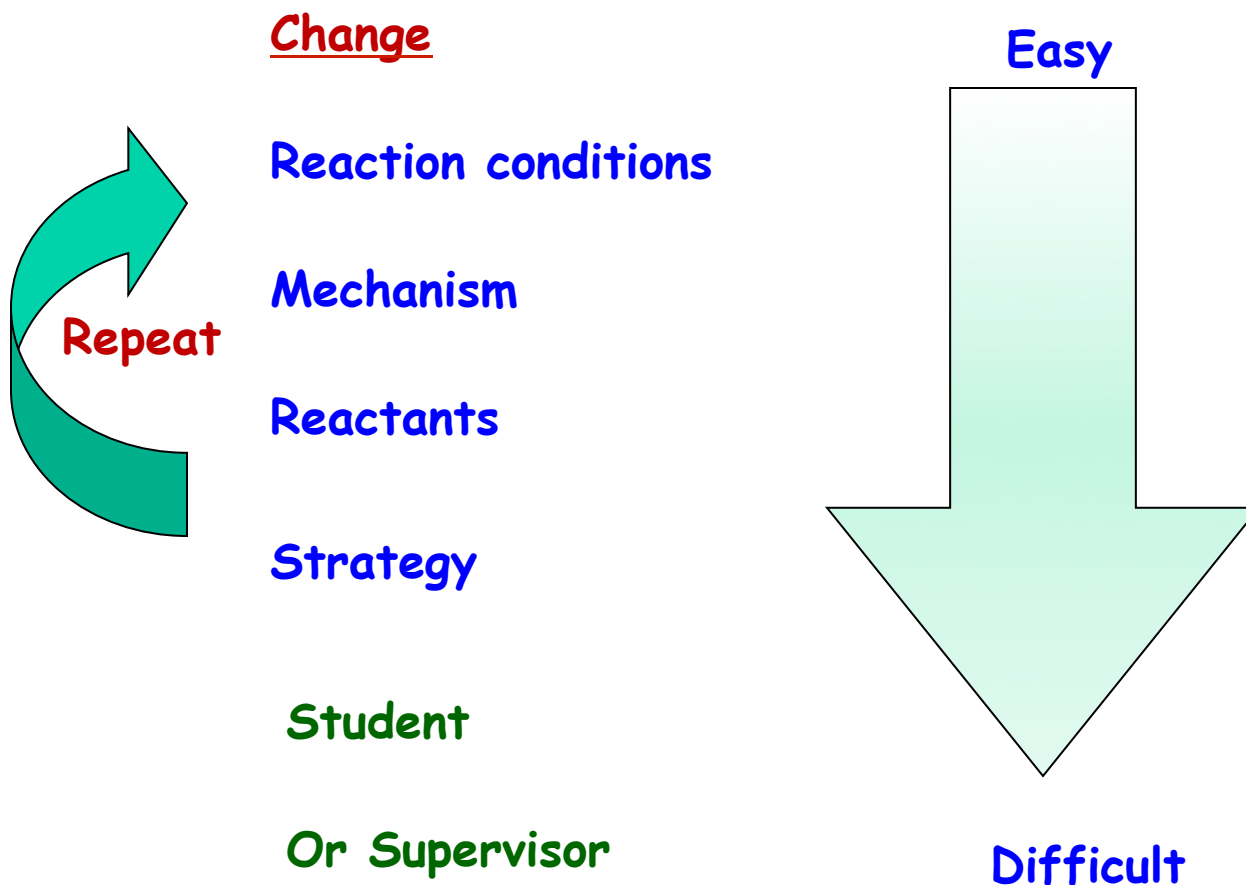 Change
Easy
Reaction conditions
Mechanism
Repeat
Reactants
Strategy
Student
Or Supervisor
Difficult